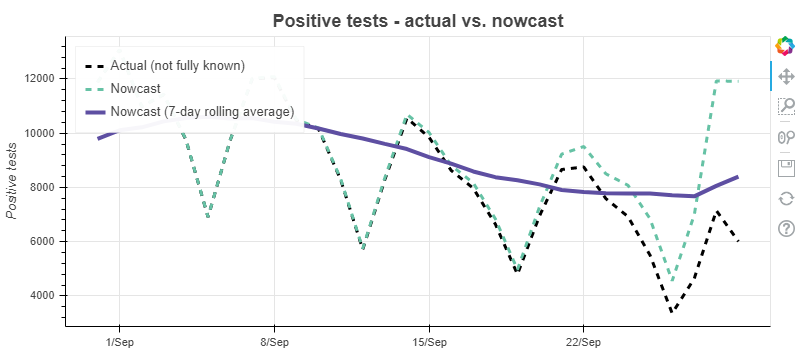 Positive tests - actual vs. nowcast
Actual (not fully known)
Nowcast
Nowcast (7-day rolling average)
Positive tests
12000
10000
8000
6000
4000
1/Sep
8/Sep
15/Sep
22/Sep